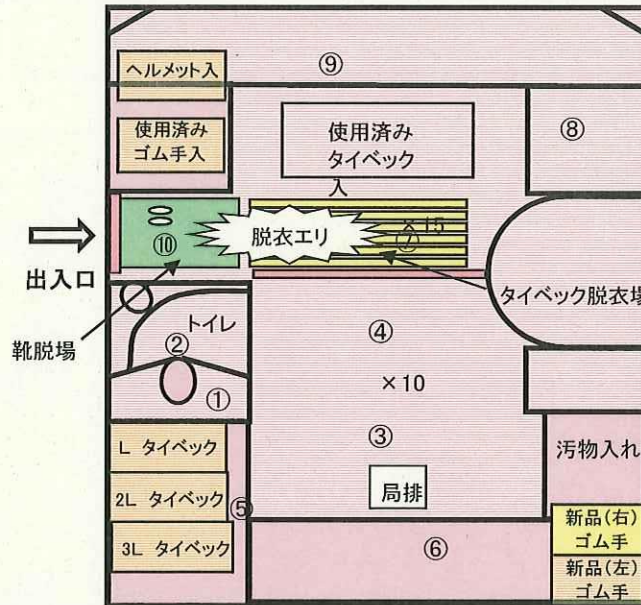 ヘルメット入
⑨
使用済み
ゴム手入
使用済み
タイベック
入
⑧
出入口
⑩
脱衣エリ
×15
⑦
タイベック脱衣場
靴脱場
トイレ
②
①
④
×10
③
局排
L タイベック
2L タイベック
3L タイベック
⑤
⑥
汚物入れ
新品(右)
ゴム手
新品(左)
ゴム手